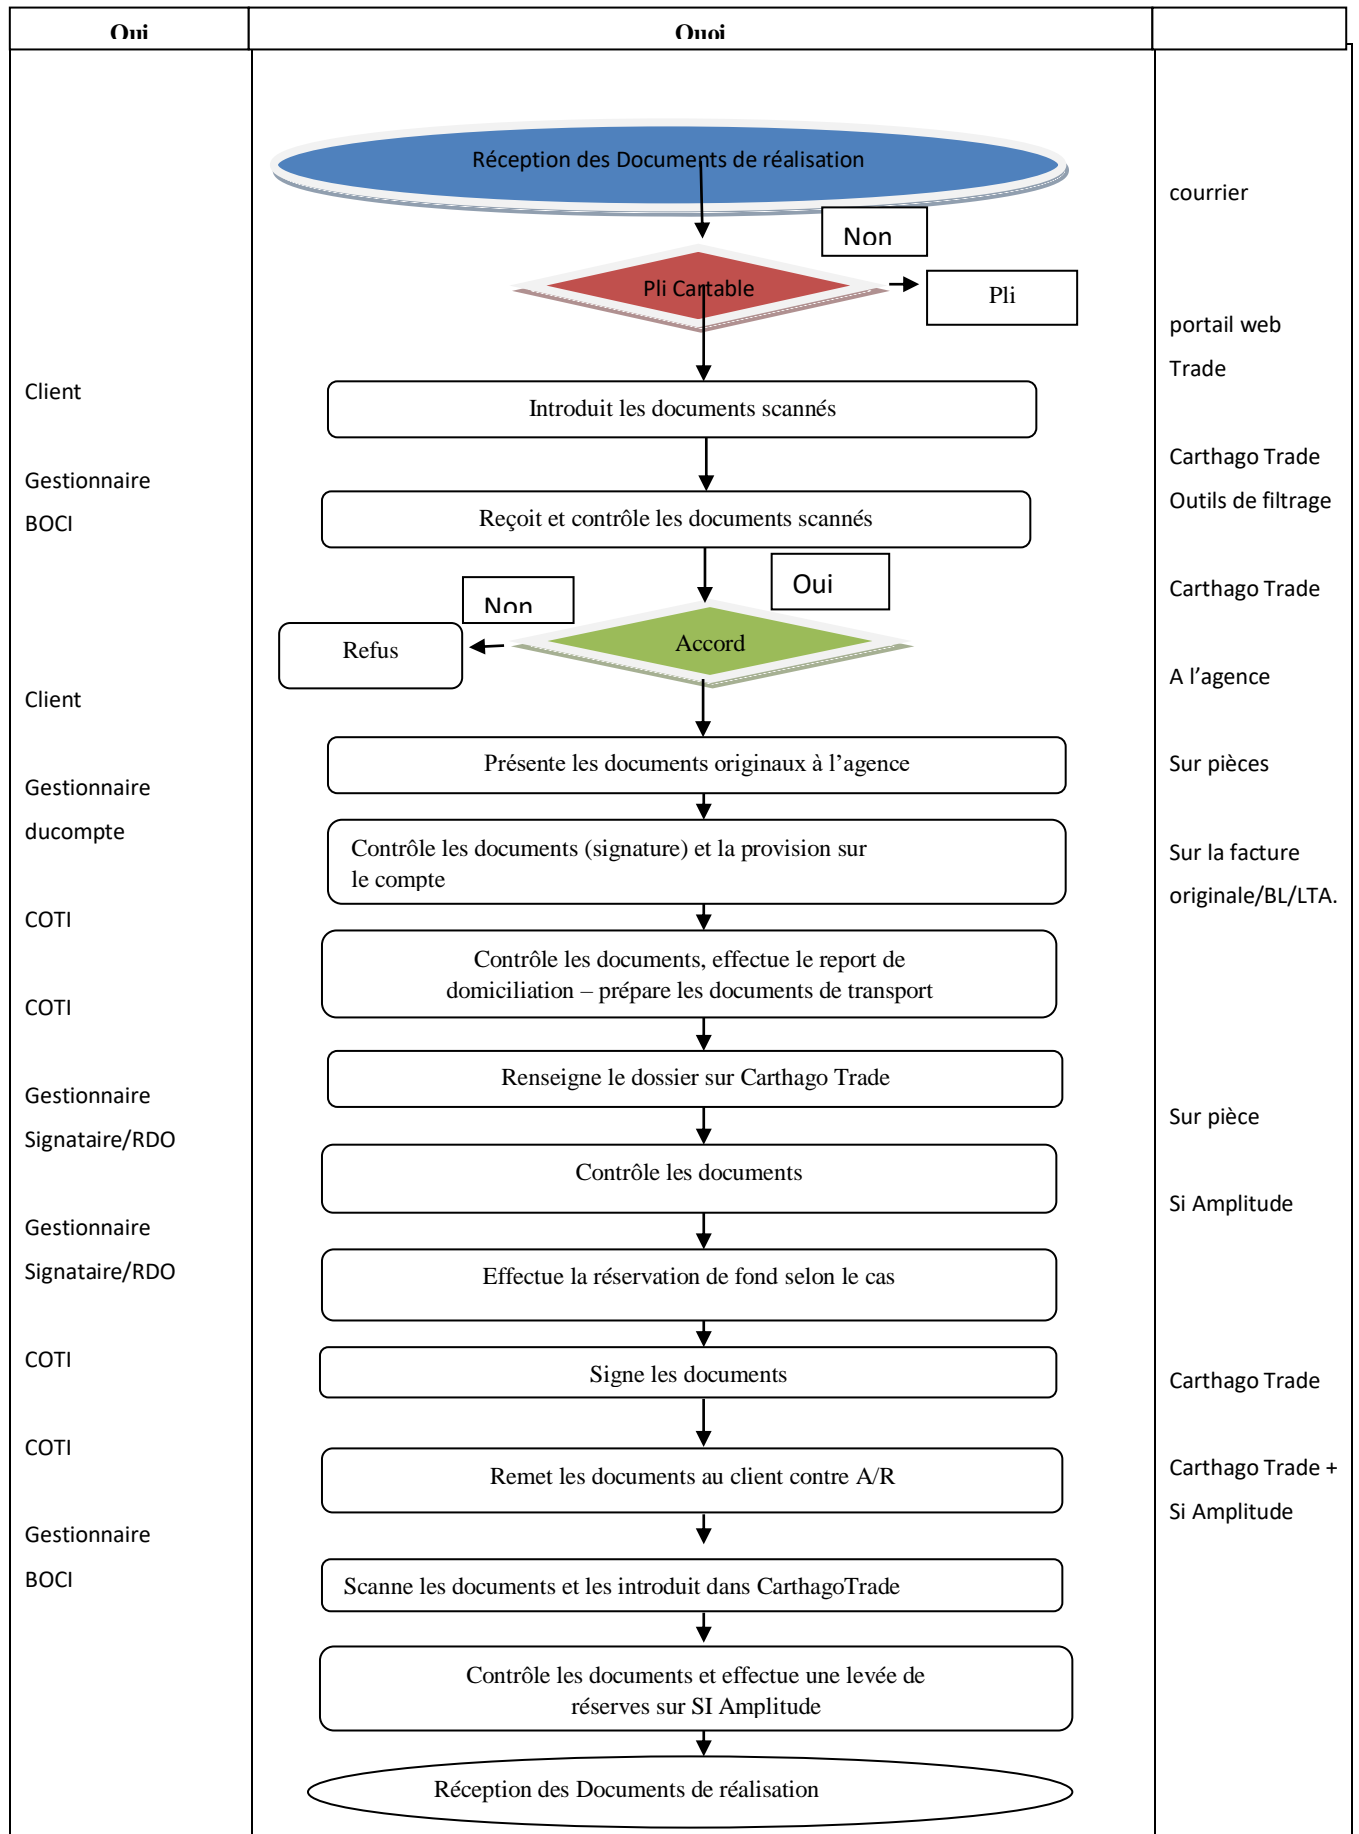 Qui
Quoi
Réception des Documents de réalisation
courrier
Non
Pli Cartable
Pli
portail web
Trade
Client
Introduit les documents scannés
Carthago Trade
Gestionnaire
BOCI
Outils de filtrage
Reçoit et contrôle les documents scannés
Oui
Carthago Trade
Non
Refus
Accord
A l’agence
Client
Présente les documents originaux à l’agence
Sur pièces
Gestionnaire
ducompte
Contrôle les documents (signature) et la provision sur
le compte
Sur la facture
originale/BL/LTA.
COTI
Contrôle les documents, effectue le report de
domiciliation – prépare les documents de transport
COTI
Renseigne le dossier sur Carthago Trade
Gestionnaire
Signataire/RDO
Sur pièce
Contrôle les documents
Si Amplitude
Gestionnaire
Signataire/RDO
Effectue la réservation de fond selon le cas
COTI
Signe les documents
Carthago Trade
COTI
Remet les documents au client contre A/R
Carthago Trade +
Si Amplitude
Gestionnaire
BOCI
Scanne les documents et les introduit dans CarthagoTrade
Contrôle les documents et effectue une levée de
réserves sur SI Amplitude
Réception des Documents de réalisation